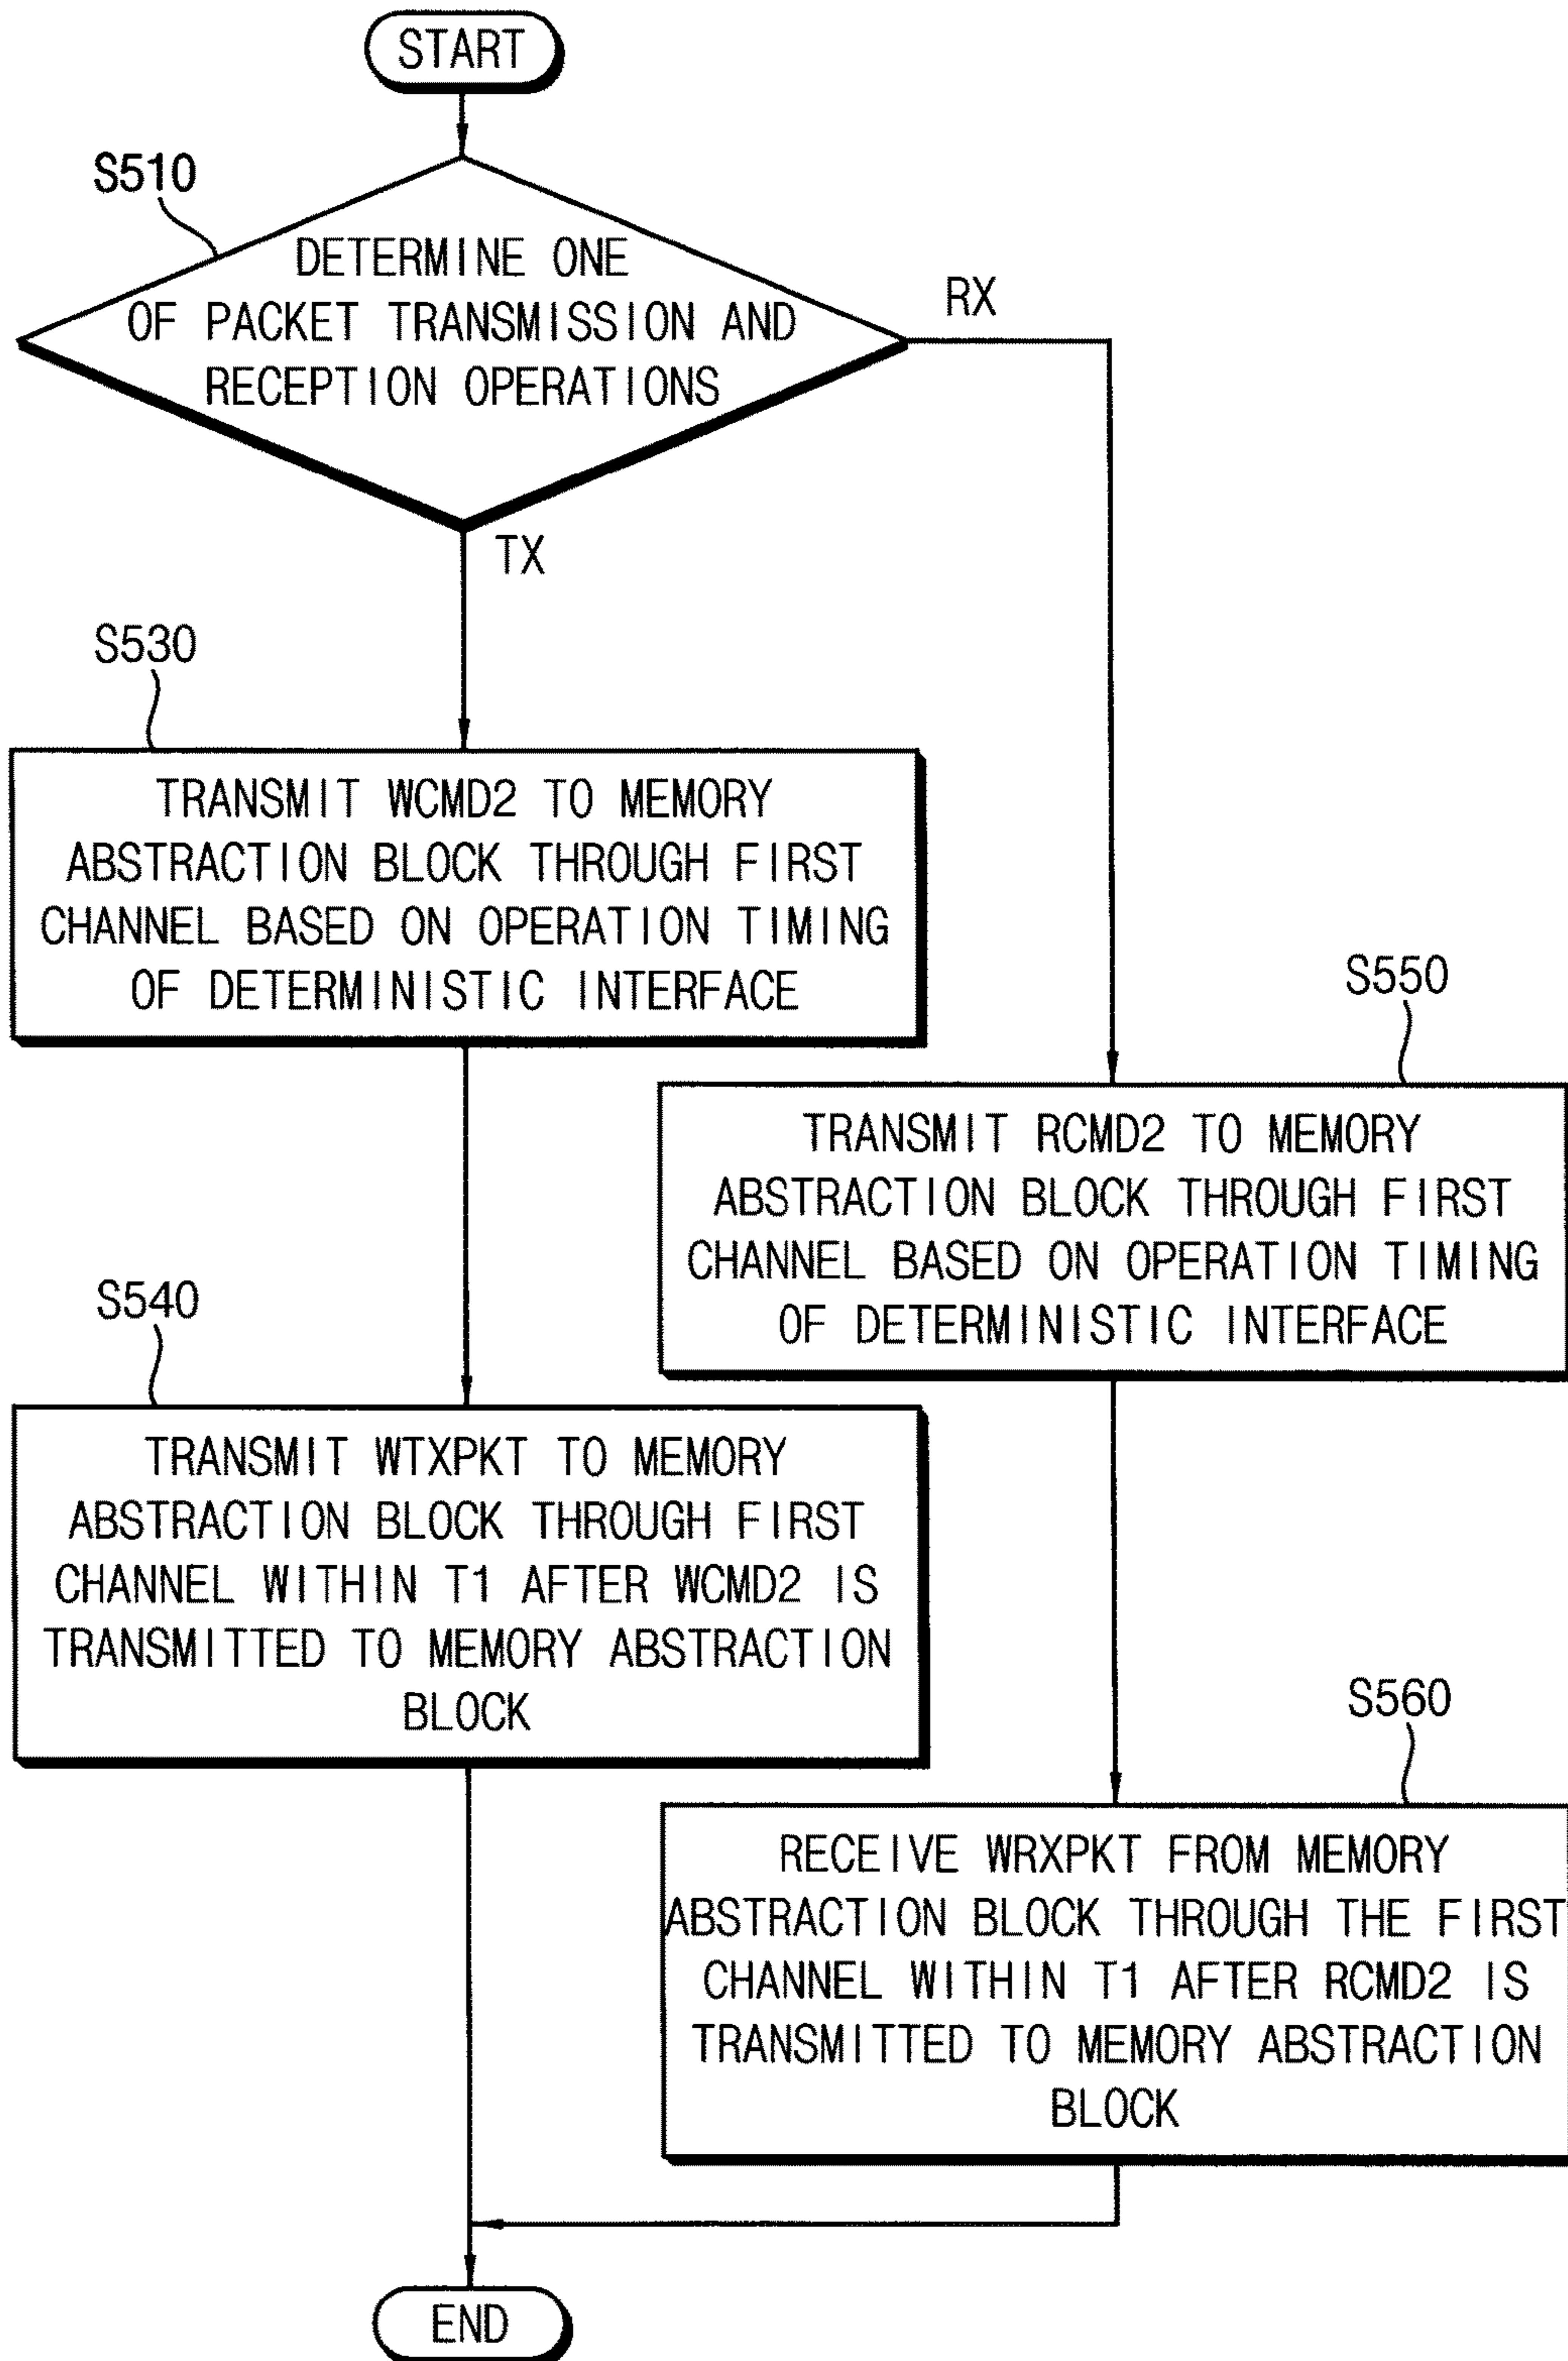 START
S510
DETERMINE ONE
OF PACKET TRANSMISSION AND
RECEPTION OPERATIONS
RX
TX
S530
TRANSMIT WCMD2 TO MEMORY
ABSTRACTION BLOCK THROUGH FIRST
CHANNEL BASED ON OPERATION TIMING
OF DETERMINISTIC INTERFACE
S550
TRANSMIT RCMD2 TO MEMORY
ABSTRACTION BLOCK THROUGH FIRST
CHANNEL BASED ON OPERATION TIMING
OF DETERMINISTIC INTERFACE
S540
TRANSMIT WTXPKT TO MEMORY
ABSTRACTION BLOCK THROUGH FIRST
CHANNEL WITHIN T1 AFTER WCMD2 IS
TRANSMITTED TO MEMORY ABSTRACTION
BLOCK
S560
RECEIVE WRXPKT FROM MEMORY
ABSTRACTION BLOCK THROUGH THE FIRST
CHANNEL WITHIN T1 AFTER RCMD2 IS
TRANSMITTED TO MEMORY ABSTRACTION
BLOCK
END